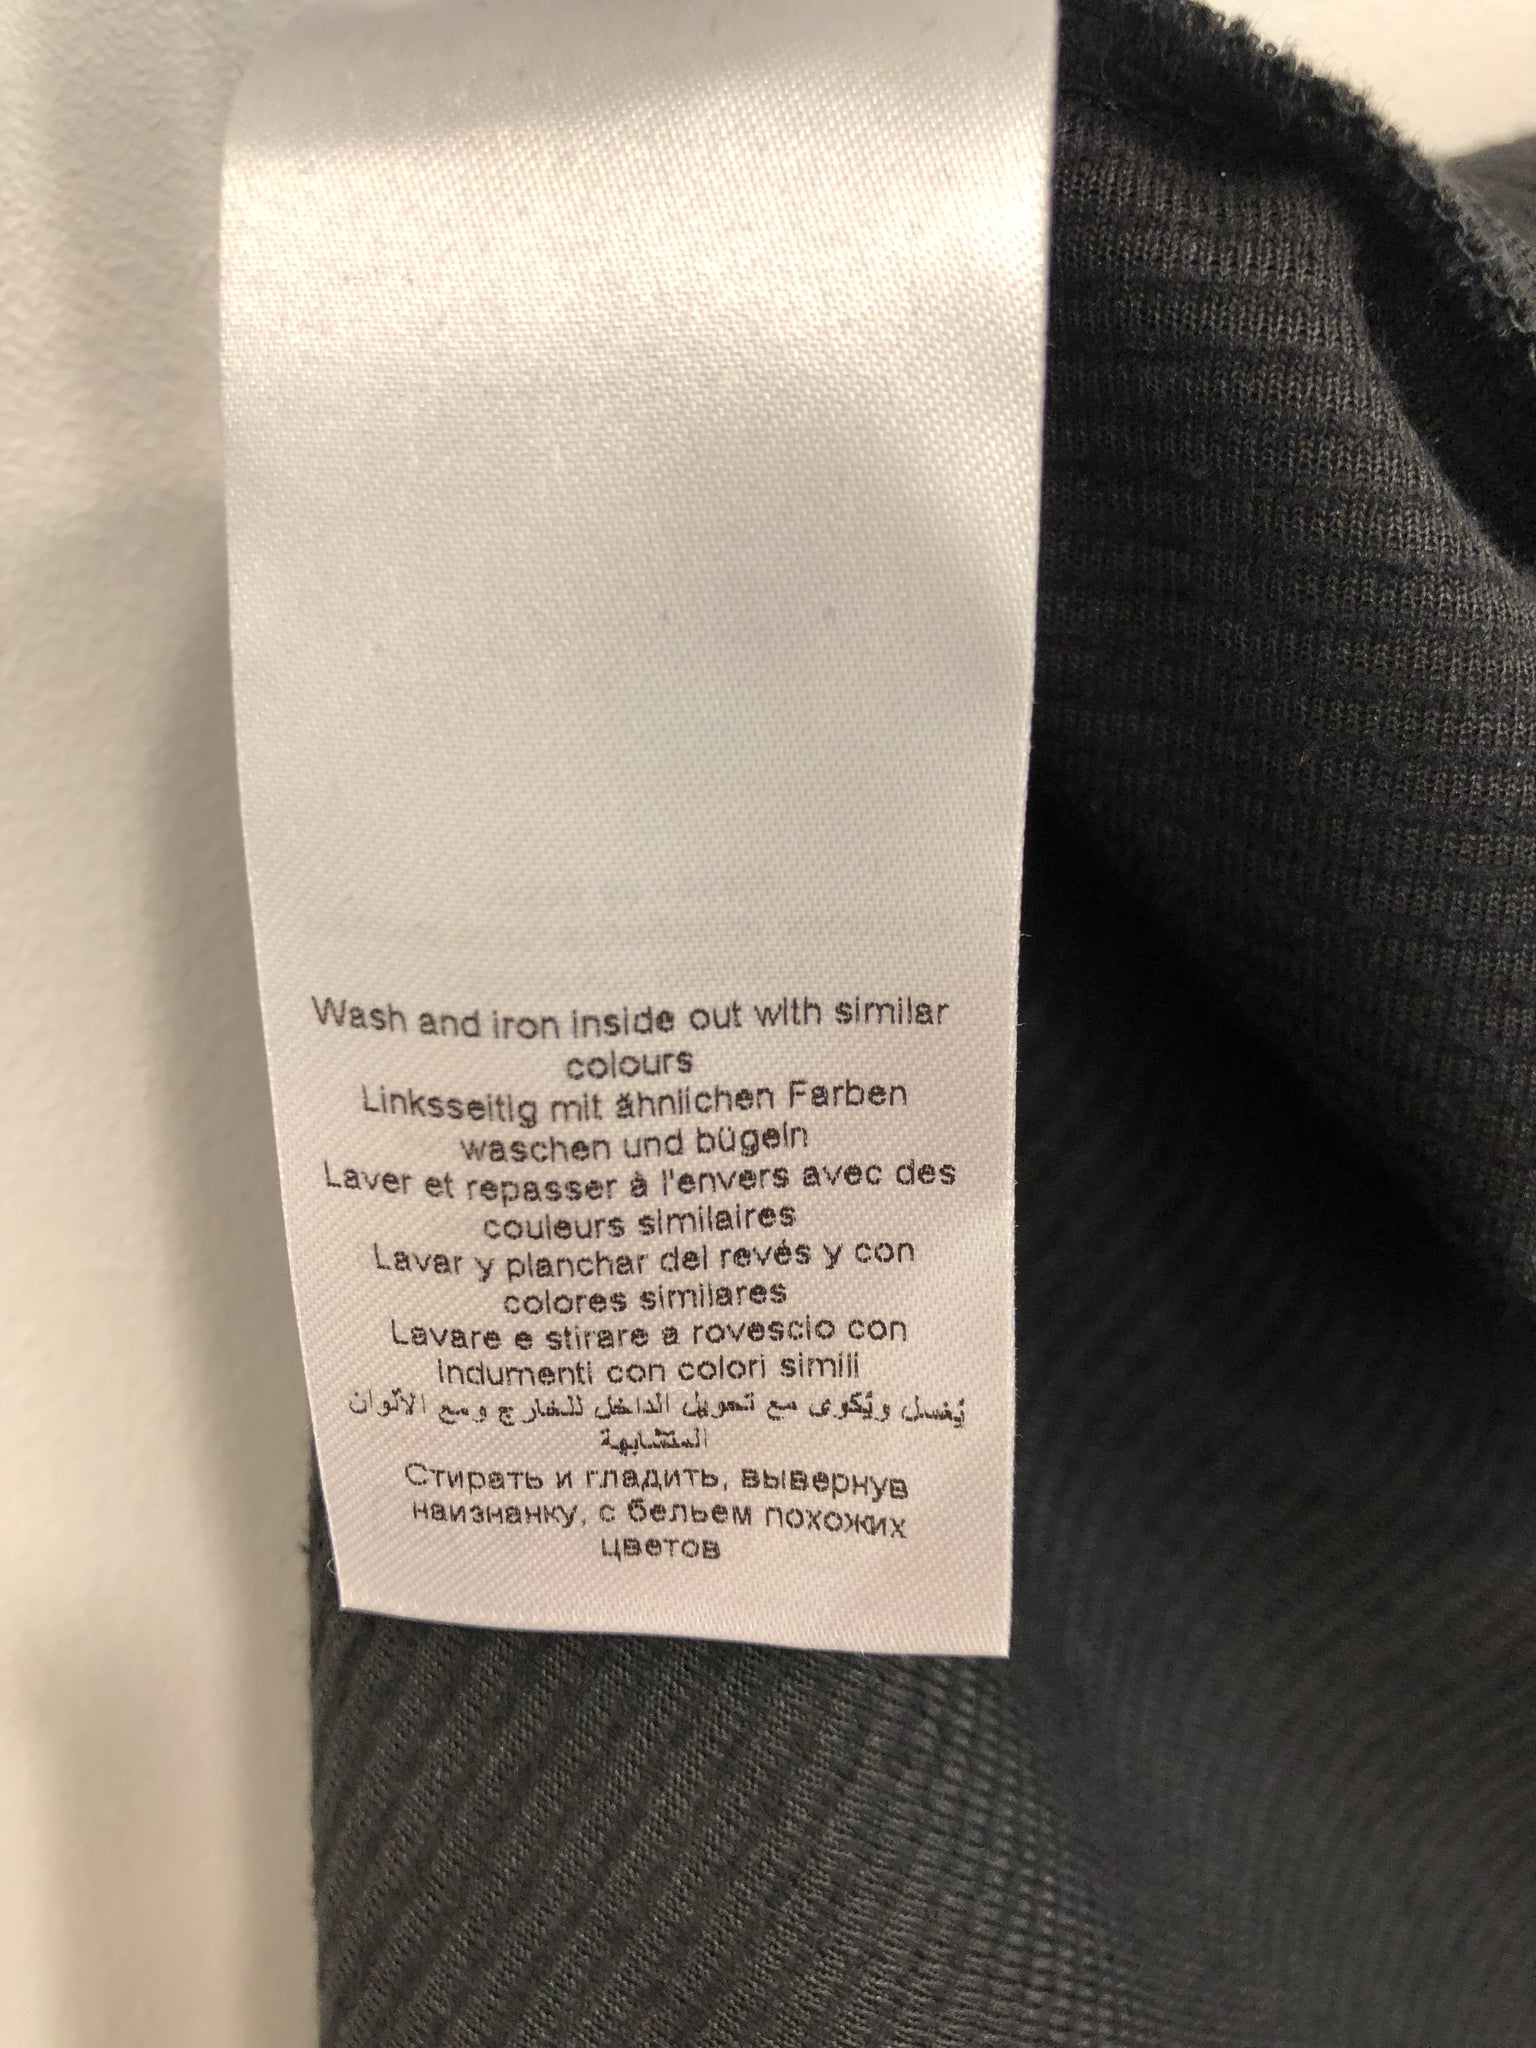 Wash and iron inside out with similar
colours
Linksseitig mit ähnlichen Farben
waschen und bügeln
Laver et repasser à l'envers avec des
couleurs similaires
Lavar y planchar del revés y con
colores similares
Lavare e stirare a rovescio con
indumenti con colori simili
يُغسل ويُكوى مع تحويل الداخل للخارج ومع الألوان
المتشابهة
Стирать и гладить, вывернув
наизнанку, с бельем похожих
цветов